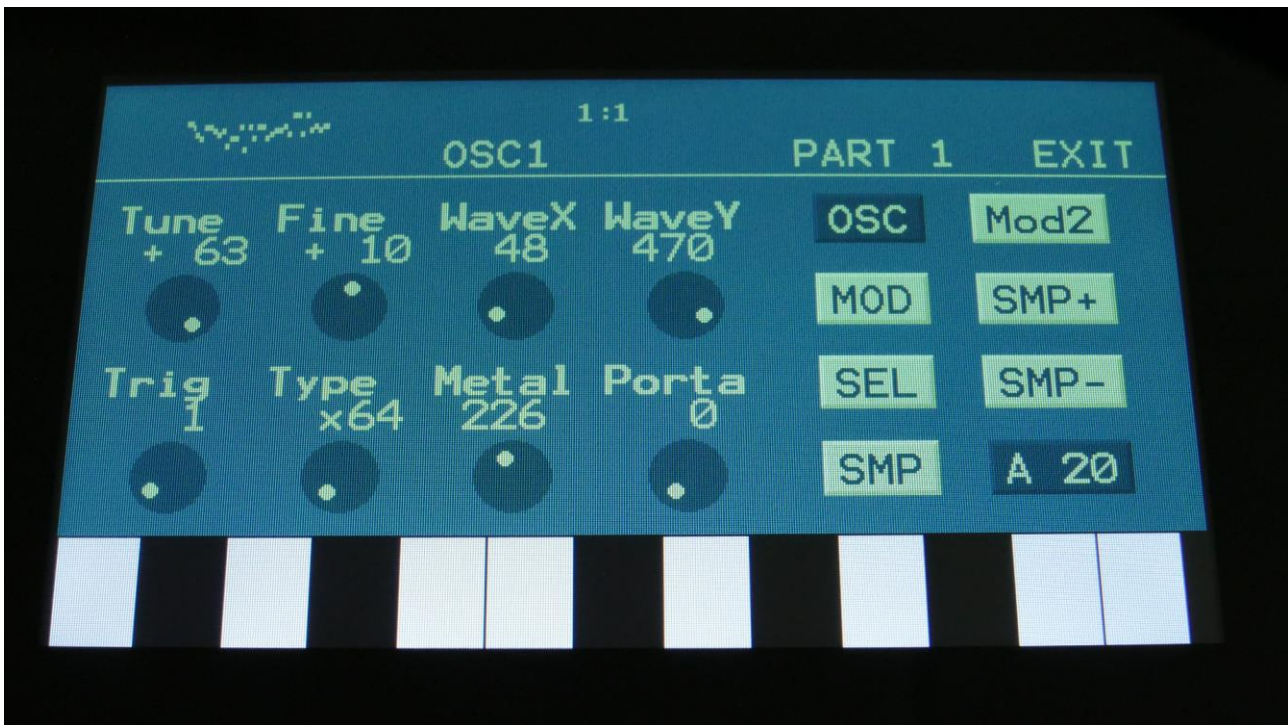 1:1
OSC1 PART 1 EXIT
Tune Fine WaveX WaveY OSC Mod2
+ 63 + 10 48 470
MOD SMP+
Trig Type Metal Porta SEL SMP-
1 x64 226 0
SMP A 20